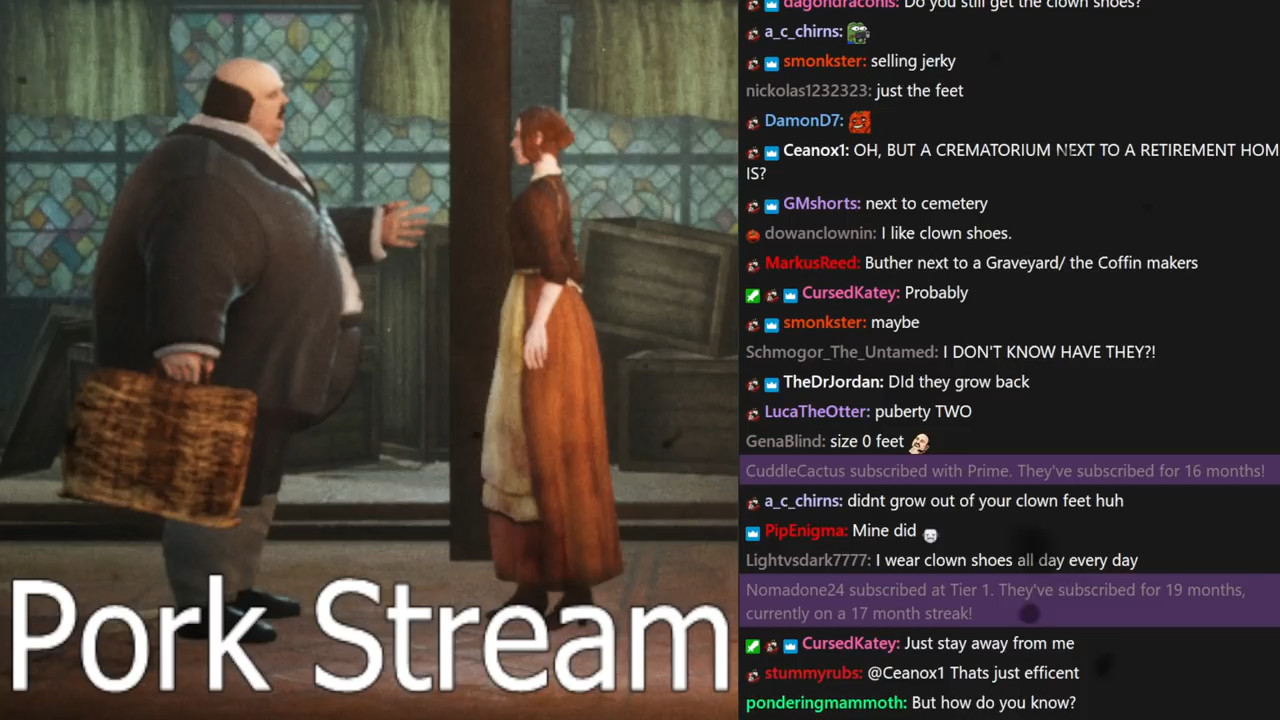 Pork Stream
dagondraconis: Do you still get the clown shoes?
a_c_chirns:
smonkster: selling jerky
nickolas1232323: just the feet
DamonD7:
Ceanox1: OH, BUT A CREMATORIUM NEXT TO A RETIREMENT HOM
IS?
GMshorts: next to cemetery
dowanclownin: I like clown shoes.
MarkusReed: Buther next to a Graveyard/ the Coffin makers
CursedKatey: Probably
smonkster: maybe
Schmogor_The_Untamed: I DON'T KNOW HAVE THEY?!
TheDrJordan: DId they grow back
LucaTheOtter: puberty TWO
GenaBlind: size 0 feet
CuddleCactus subscribed with Prime. They've subscribed for 16 months!
a_c_chirns: didnt grow out of your clown feet huh
PipEnigma: Mine did
Lightvsdark7777: I wear clown shoes all day every day
Nomadone24 subscribed at Tier 1. They've subscribed for 19 months,
currently on a 17 month streak!
CursedKatey: Just stay away from me
stummyrubs: @Ceanox1 Thats just efficent
ponderingmammoth: But how do you know?